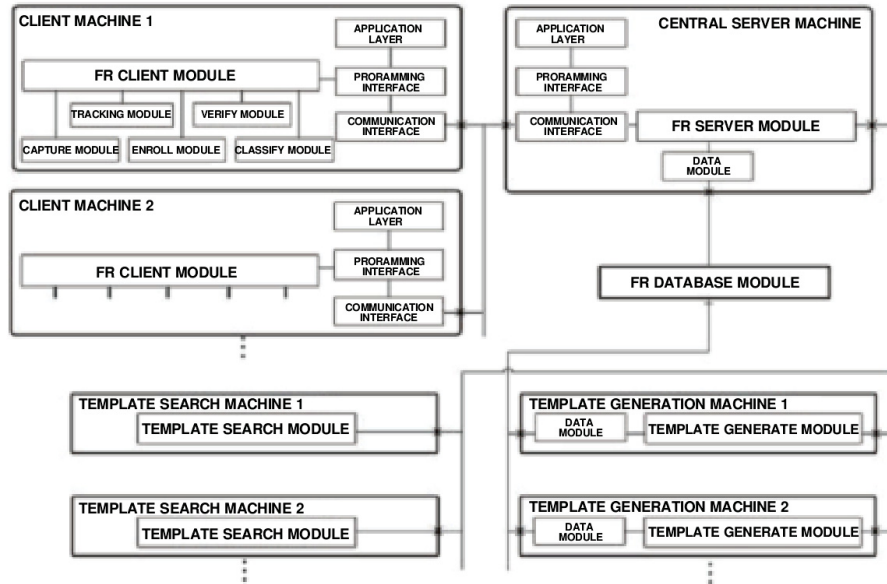 CLIENT MACHINE 1
APPLICATION
LAYER
FR CLIENT MODULE
PRORAMMING
INTERFACE
TRACKING MODULE
VERIFY MODULE
COMMUNICATION
INTERFACE
CAPTURE MODULE
ENROLL MODULE
CLASSIFY MODULE
CENTRAL SERVER MACHINE
APPLICATION
LAYER
PRORAMMING
INTERFACE
COMMUNICATION
INTERFACE
FR SERVER MODULE
DATA
MODULE
CLIENT MACHINE 2
APPLICATION
LAYER
FR CLIENT MODULE
PRORAMMING
INTERFACE
COMMUNICATION
INTERFACE
FR DATABASE MODULE
TEMPLATE SEARCH MACHINE 1
TEMPLATE SEARCH MODULE
TEMPLATE GENERATION MACHINE 1
DATA
MODULE
TEMPLATE GENERATE MODULE
TEMPLATE SEARCH MACHINE 2
TEMPLATE SEARCH MODULE
TEMPLATE GENERATION MACHINE 2
DATA
MODULE
TEMPLATE GENERATE MODULE